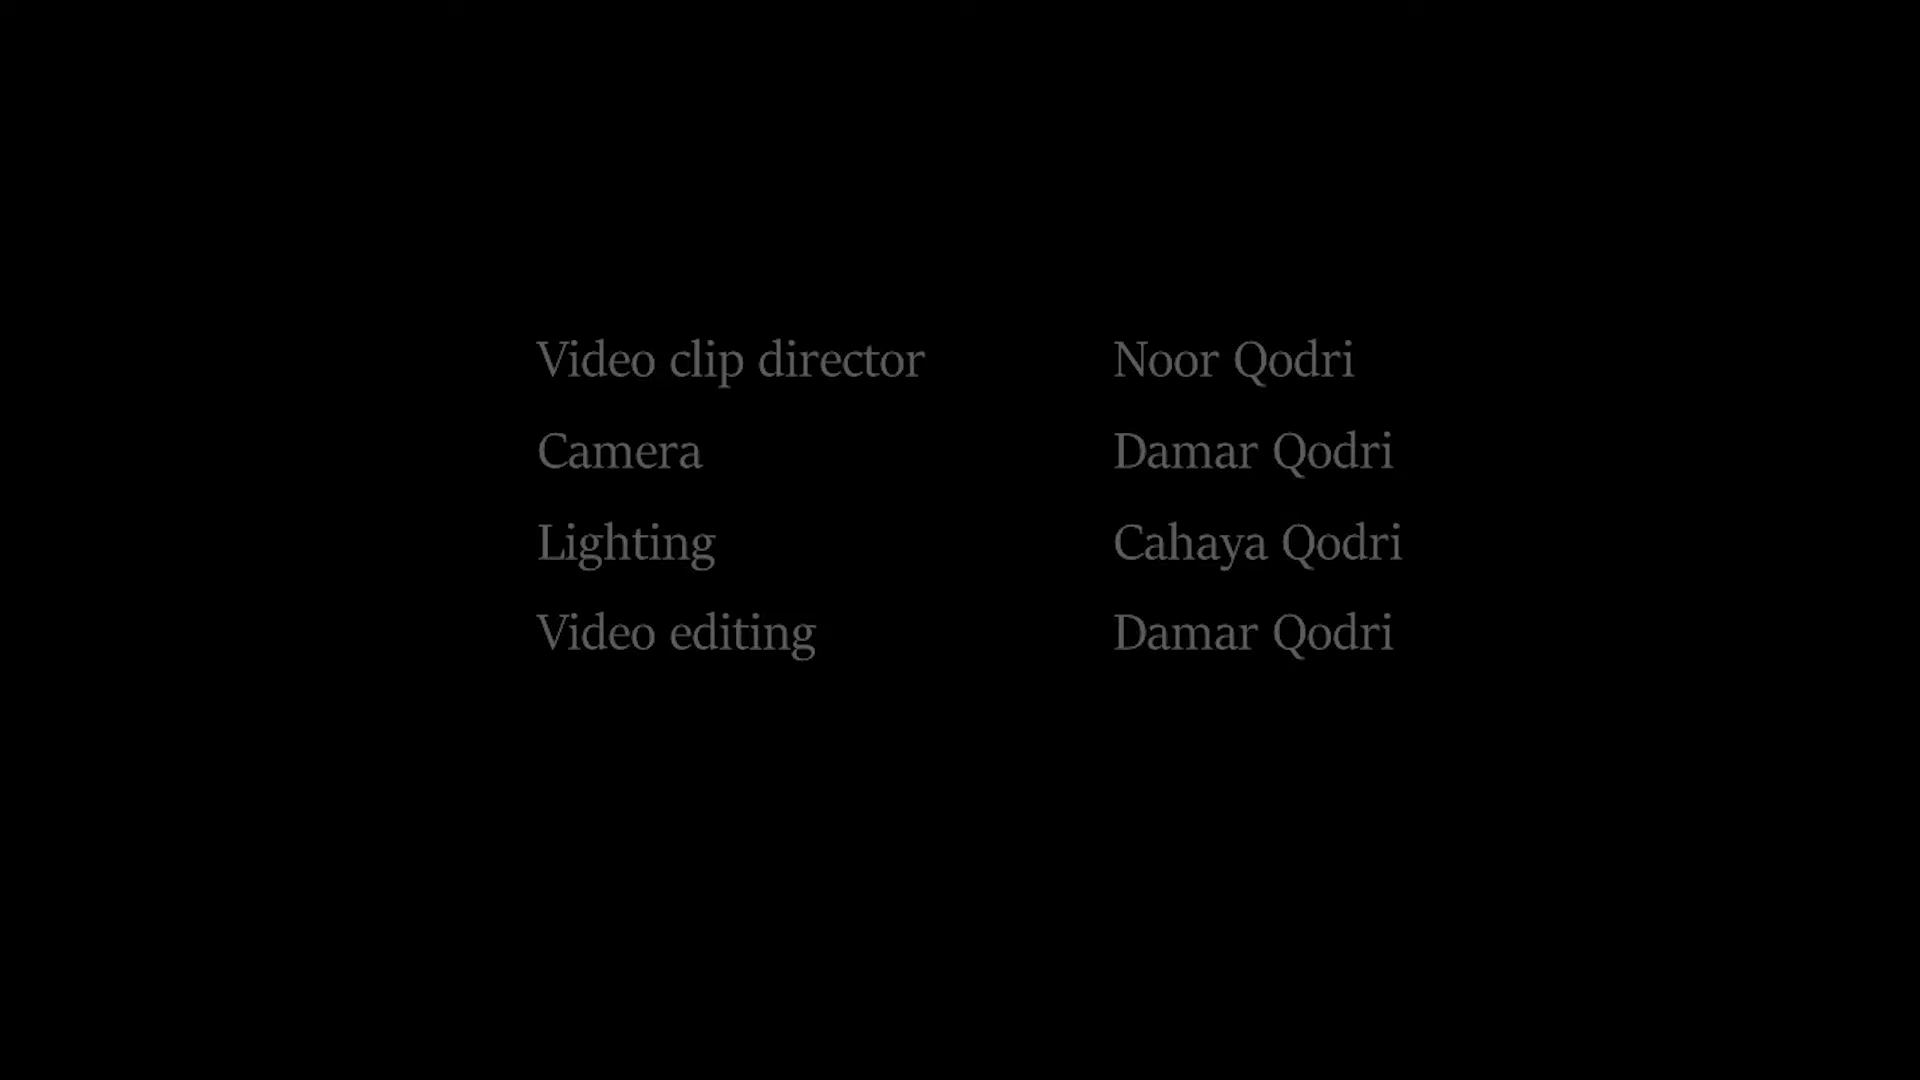 Video clip director Noor Qodri
Camera Damar Qodri
Lighting Cahaya Qodri
Video editing Damar Qodri